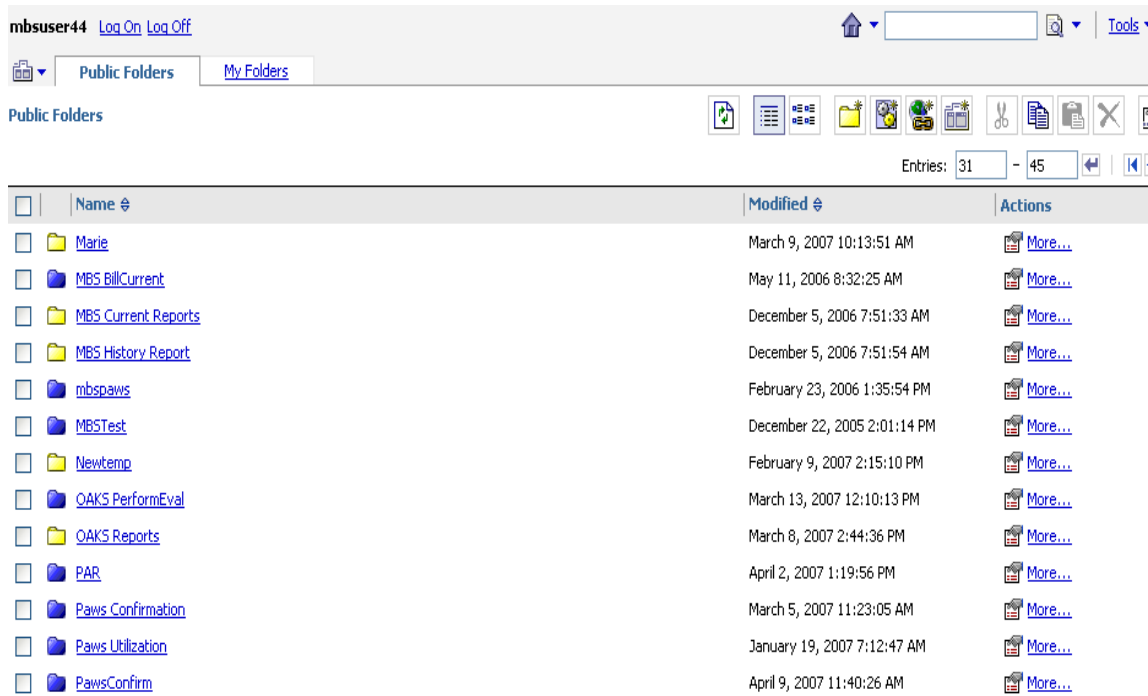 mbsuser44 Log On Log Off Tools
Public Folders My Folders
Public Folders
Entries: 31 - 45
Name Modified Actions
Marie March 9, 2007 10:13:51 AM More...
MBS BillCurrent May 11, 2006 8:32:25 AM More...
MBS Current Reports December 5, 2006 7:51:33 AM More...
MBS History Report December 5, 2006 7:51:54 AM More...
mbspaws February 23, 2006 1:35:54 PM More...
MBSTest December 22, 2005 2:01:14 PM More...
Newtemp February 9, 2007 2:15:10 PM More...
OAKS PerformEval March 13, 2007 12:10:13 PM More...
OAKS Reports March 8, 2007 2:44:36 PM More...
PAR April 2, 2007 1:19:56 PM More...
Paws Confirmation March 5, 2007 11:23:05 AM More...
Paws Utilization January 19, 2007 7:12:47 AM More...
PawsConfirm April 9, 2007 11:40:26 AM More...